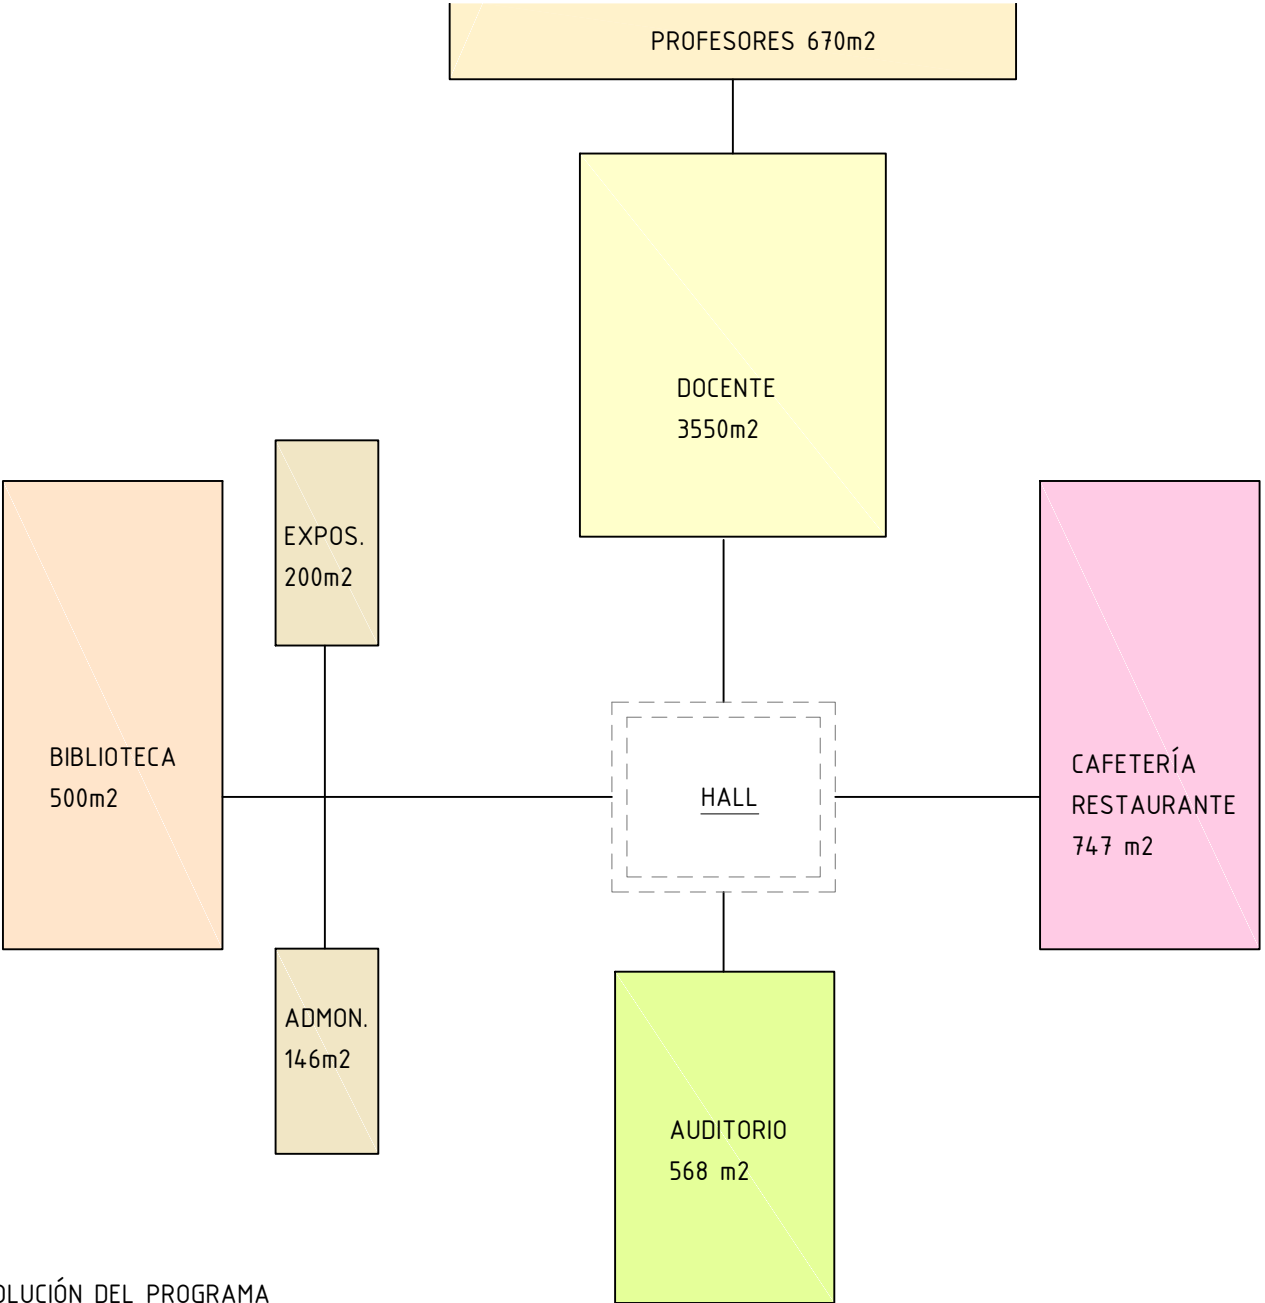 PROFESORES 670m2
DOCENTE
3550m2
EXPOS.
200m2
BIBLIOTECA
500m2
HALL
CAFETERÍA
RESTAURANTE
747 m2
ADMON.
146m2
AUDITORIO
568 m2
OLUCIÓN DEL PROGRAMA